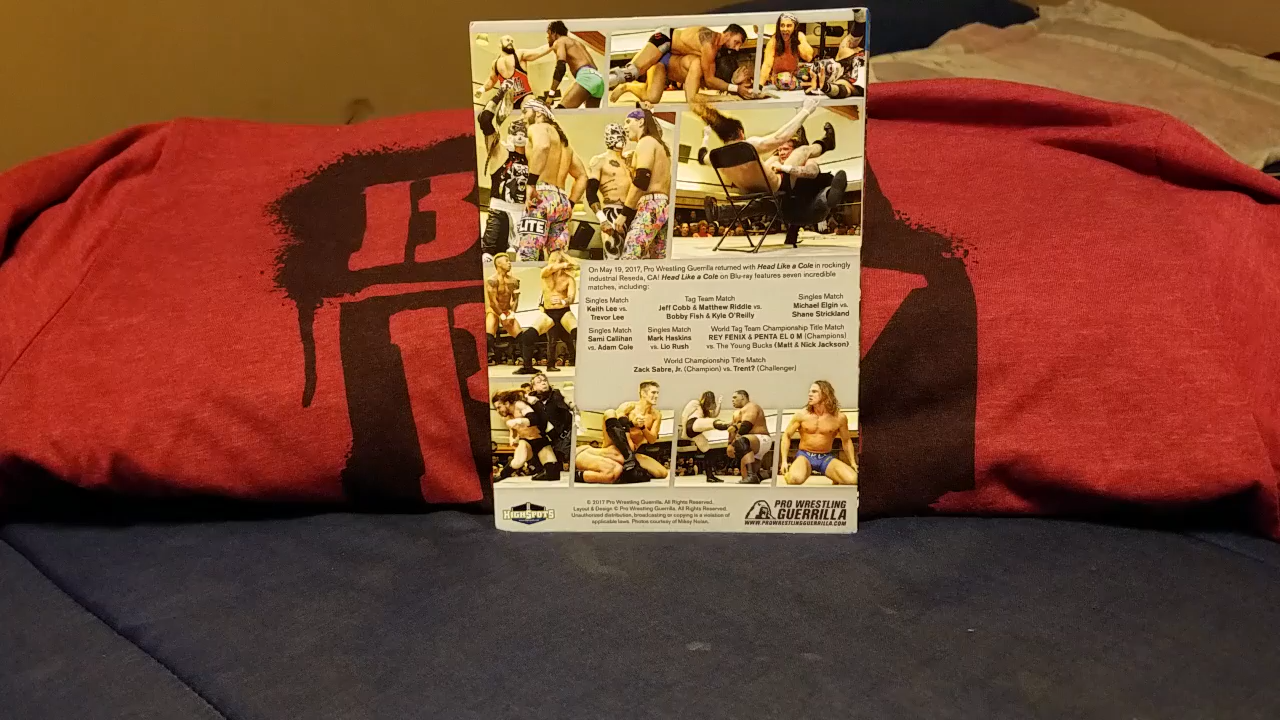 ELITE
On May 19, 2017, Pro Wrestling Guerrilla returned with Head Like a Cole in rockingly
industrial Reseda, CA! Head Like a Cole on Blu-ray features seven incredible
matches, including:
Singles Match
Keith Lee vs.
Trevor Lee
Tag Team Match
Jeff Cobb & Matthew Riddle vs.
Bobby Fish & Kyle O'Reilly
Singles Match
Michael Elgin vs.
Shane Strickland
Singles Match
Sami Callihan
vs. Adam Cole
Singles Match
Mark Haskins
vs. Lio Rush
World Tag Team Championship Title Match
REY FENIX & PENTA EL 0 M (Champions)
vs. The Young Bucks (Matt & Nick Jackson)
World Championship Title Match
Zack Sabre, Jr. (Champion) vs. Trent? (Challenger)
HIGHSPOTS
© 2017 Pro Wrestling Guerrilla. All Rights Reserved.
Layout & Design © Pro Wrestling Guerrilla. All Rights Reserved.
Unauthorized distribution, broadcasting or copying is a violation of
applicable laws. Photos courtesy of Mikey Nolan.
PRO WRESTLING
GUERRILLA
WWW.PROWRESTLINGGUERRILLA.COM